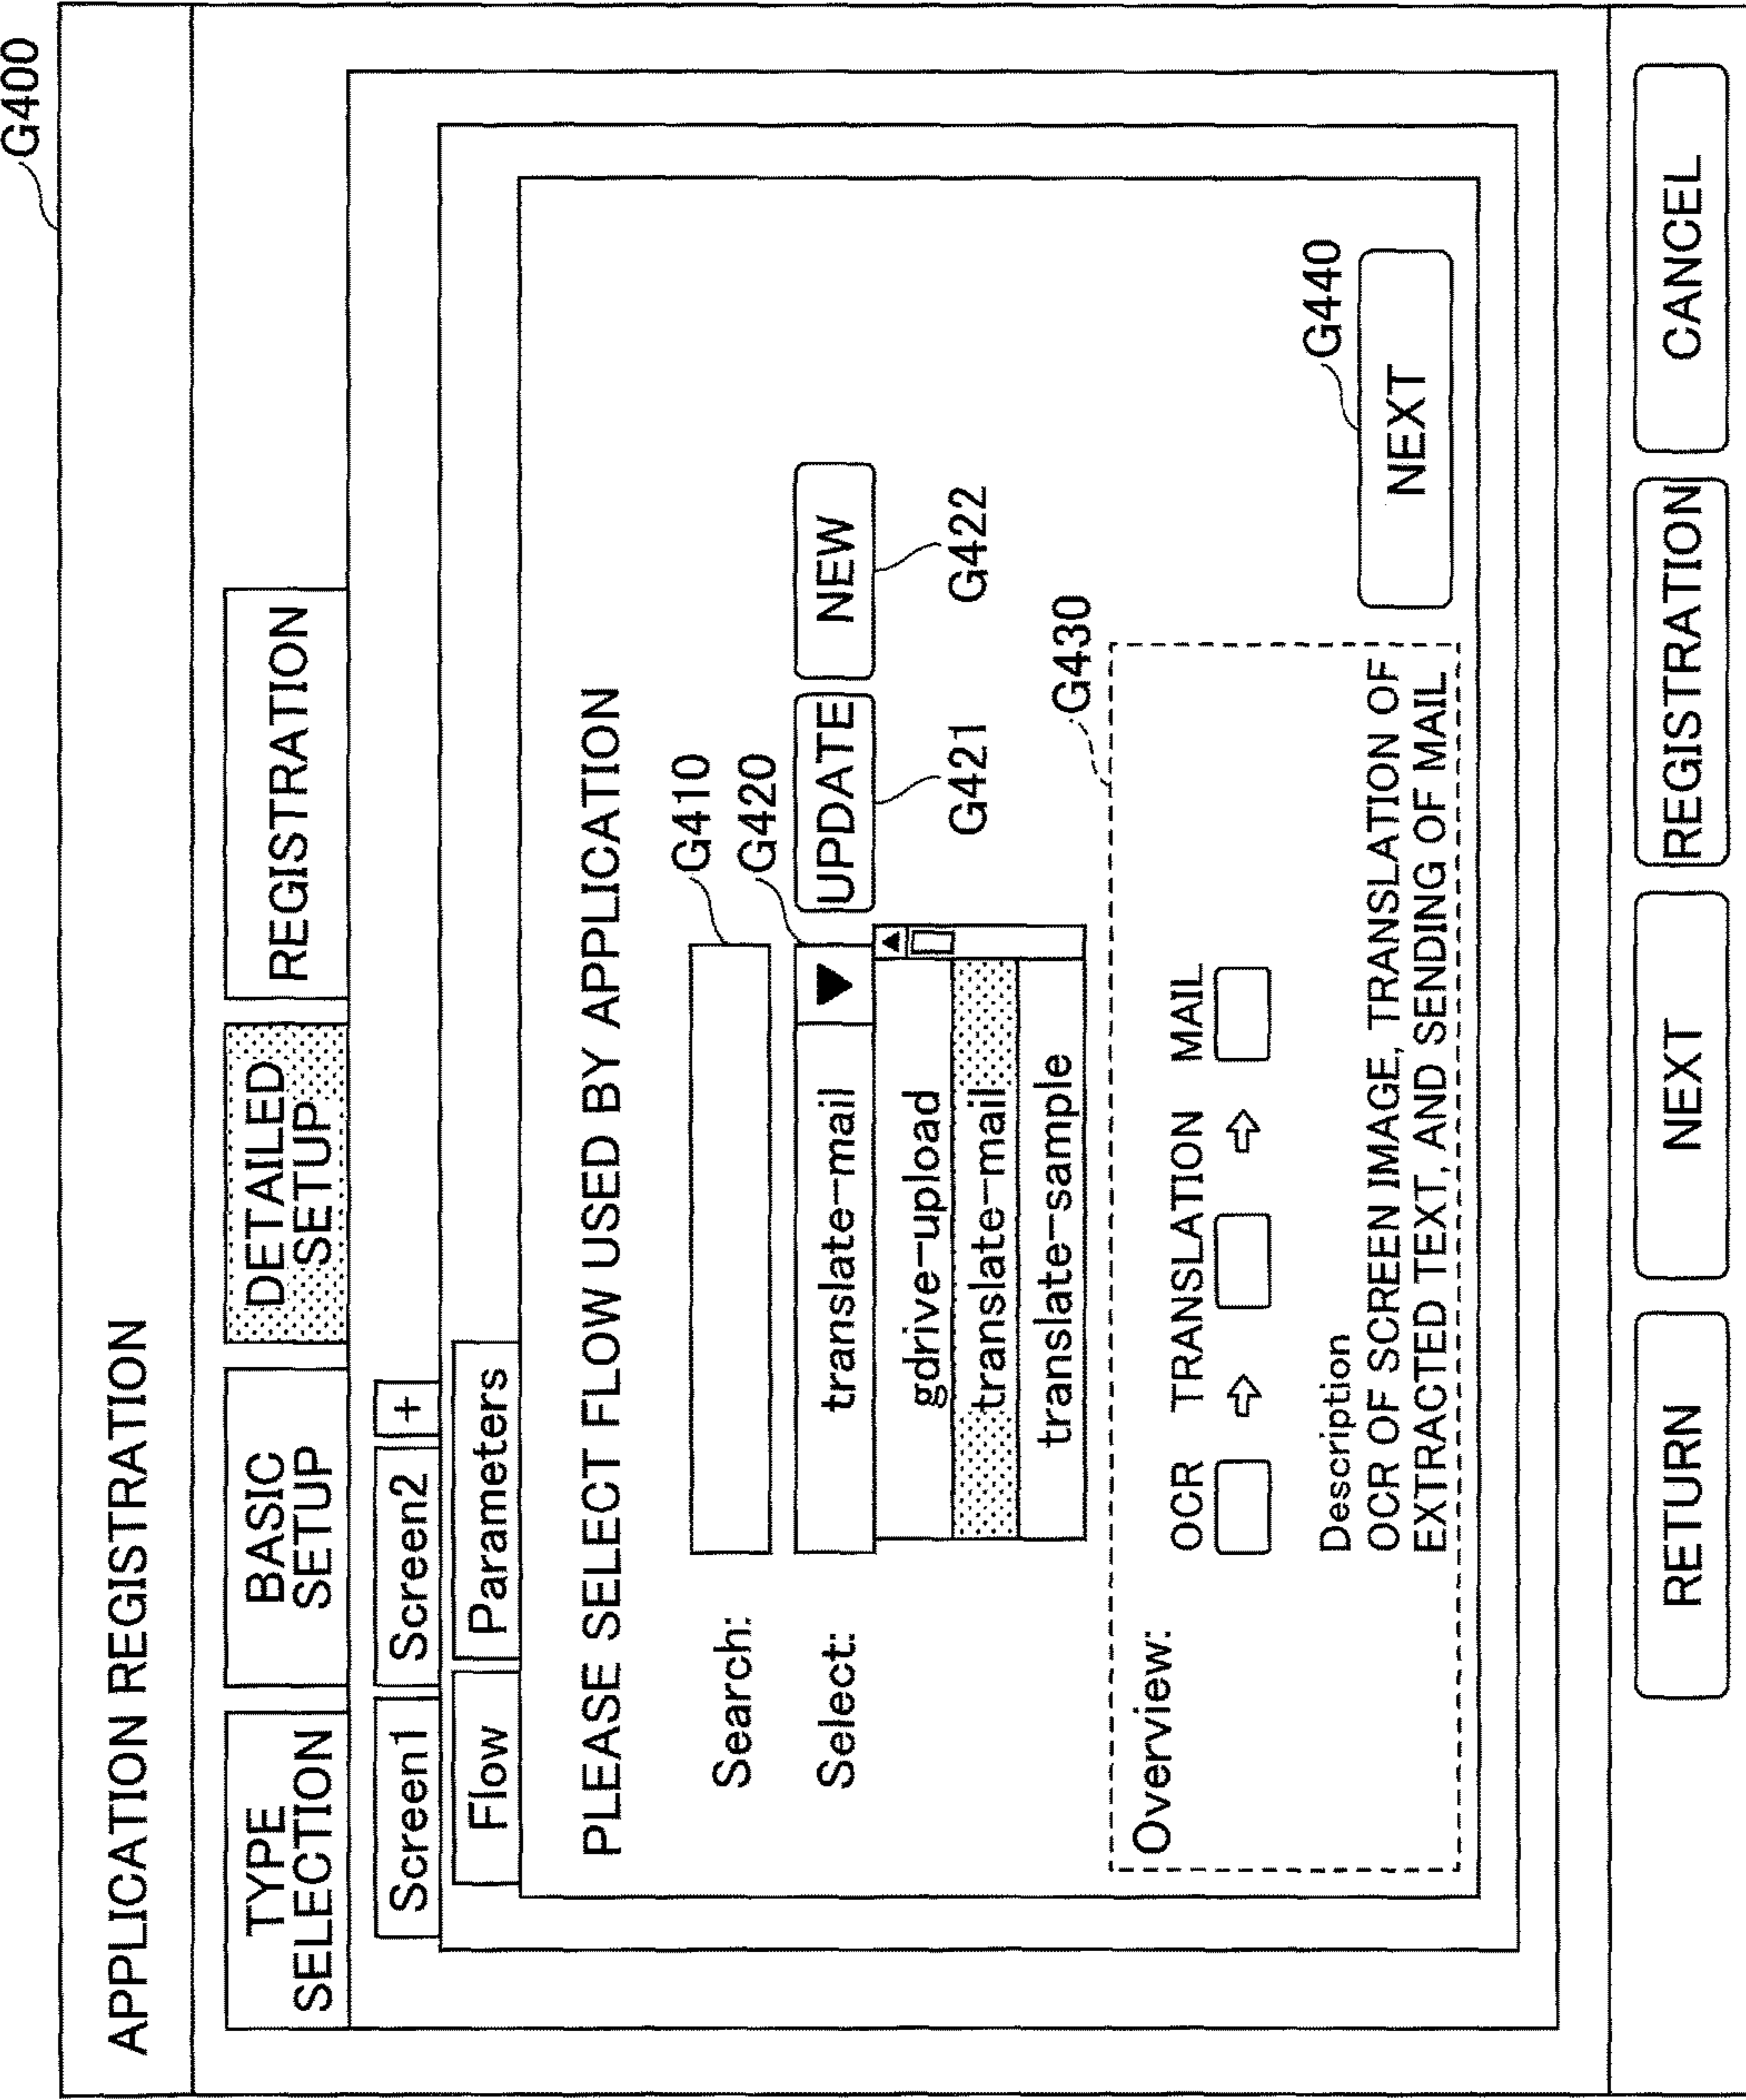 G400
APPLICATION REGISTRATION
TYPE
SELECTION
BASIC
SETUP
DETAILED
SETUP
REGISTRATION
Screen1
Screen2
+
Flow
Parameters
PLEASE SELECT FLOW USED BY APPLICATION
G410
Search:
G420
Select:
translate-mail
▼
UPDATE
NEW
gdrive-upload
translate-mail
translate-sample
G421
G422
G430
Overview:
OCR
TRANSLATION
MAIL
Description
OCR OF SCREEN IMAGE, TRANSLATION OF
EXTRACTED TEXT, AND SENDING OF MAIL
G440
NEXT
RETURN
NEXT
REGISTRATION
CANCEL